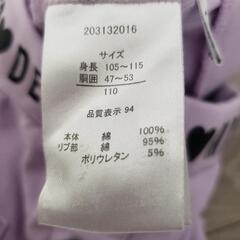 203132016
サイズ
身長 105～115
胴囲 47～53
110
品質表示 94
本体 綿 100%
リブ部 綿 95%
ポリウレタン 5%
DE